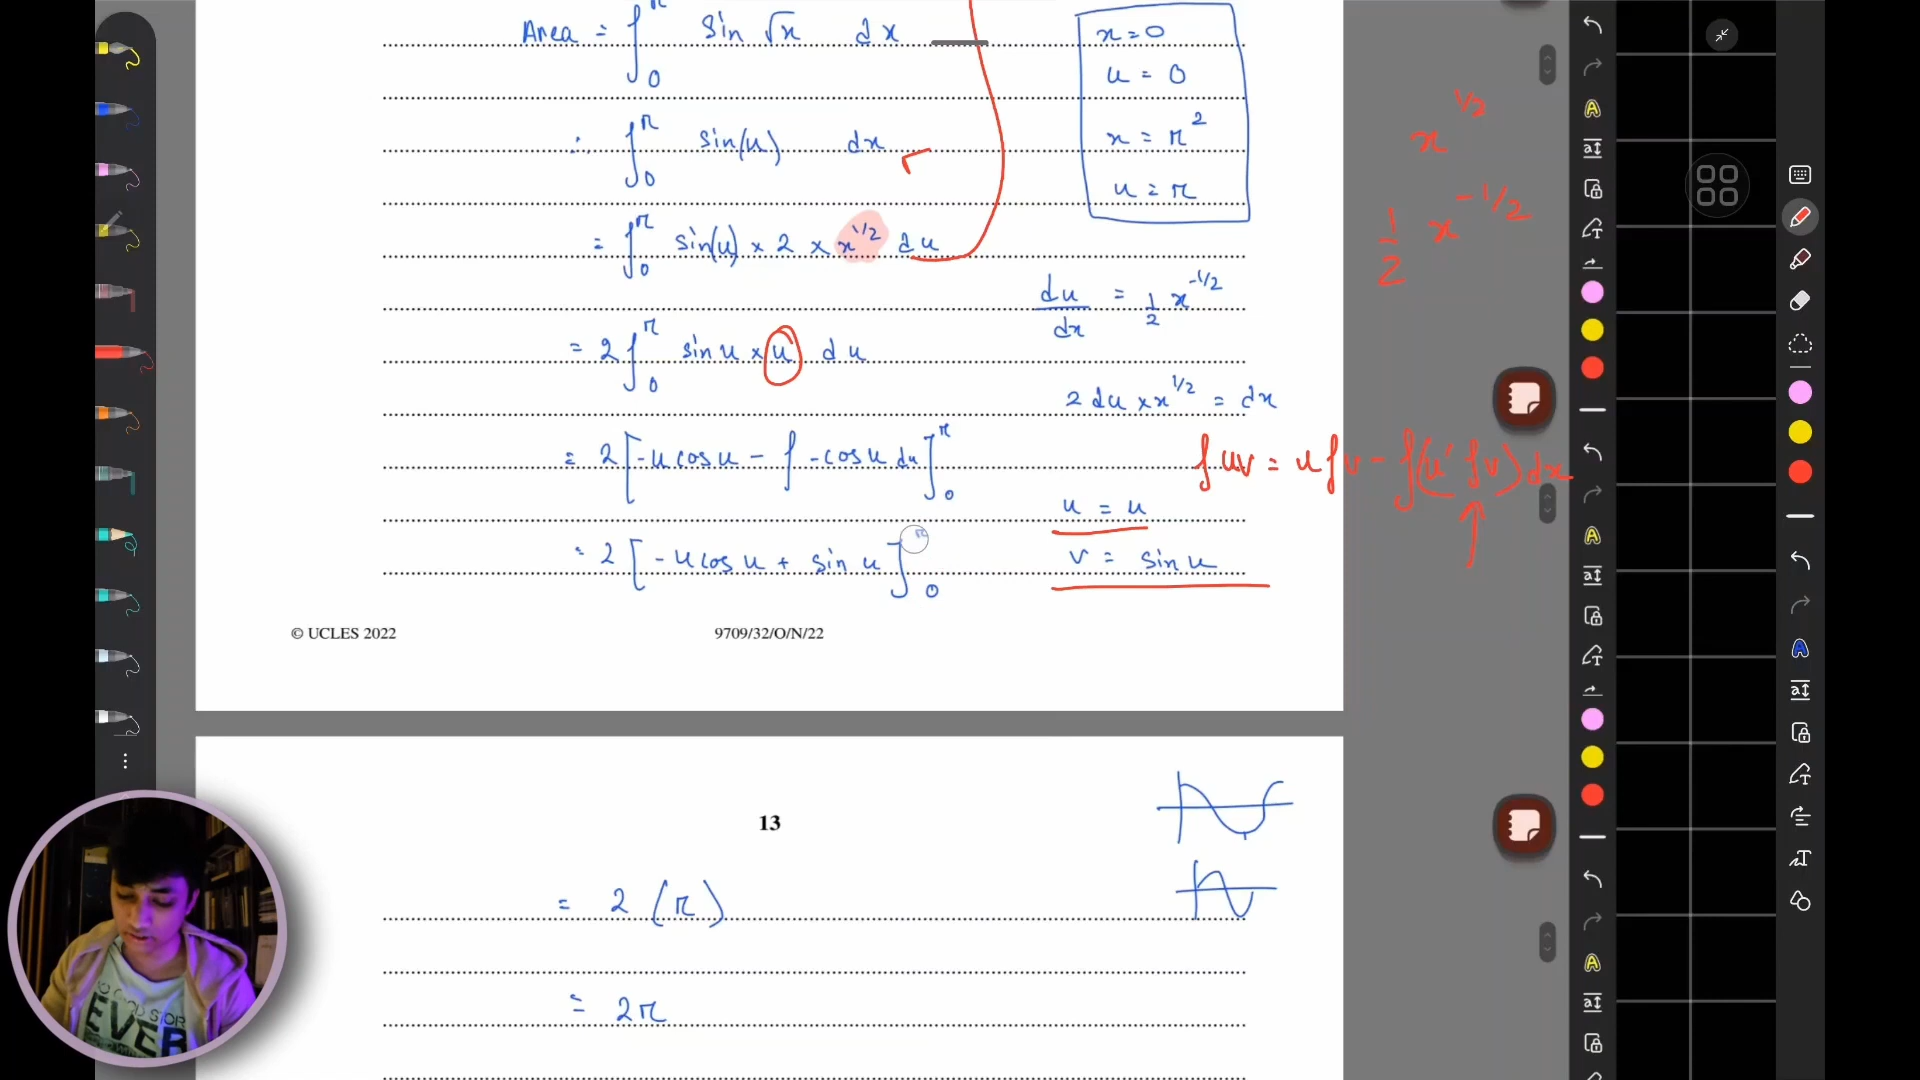 Area = ∫₀^π sin √x dx
∴ ∫₀^π sin(u) dx
= ∫₀^π sin(u) × 2 × x^1/2 du
= 2 ∫₀^π sin u × u du
= 2 [-u cos u - ∫ -cos u du]₀^π
= 2 [-u cos u + sin u]₀^π
x = 0
u = 0
x = π²
u = π
du/dx = 1/2 x^-1/2
2 du × x^1/2 = dx
u = u
v = sin u
x^1/2
1/2 x^-1/2
∫uv = u∫v - ∫(u' ∫v) dx
© UCLES 2022
9709/32/O/N/22
13
= 2 (π)
= 2π
EVER